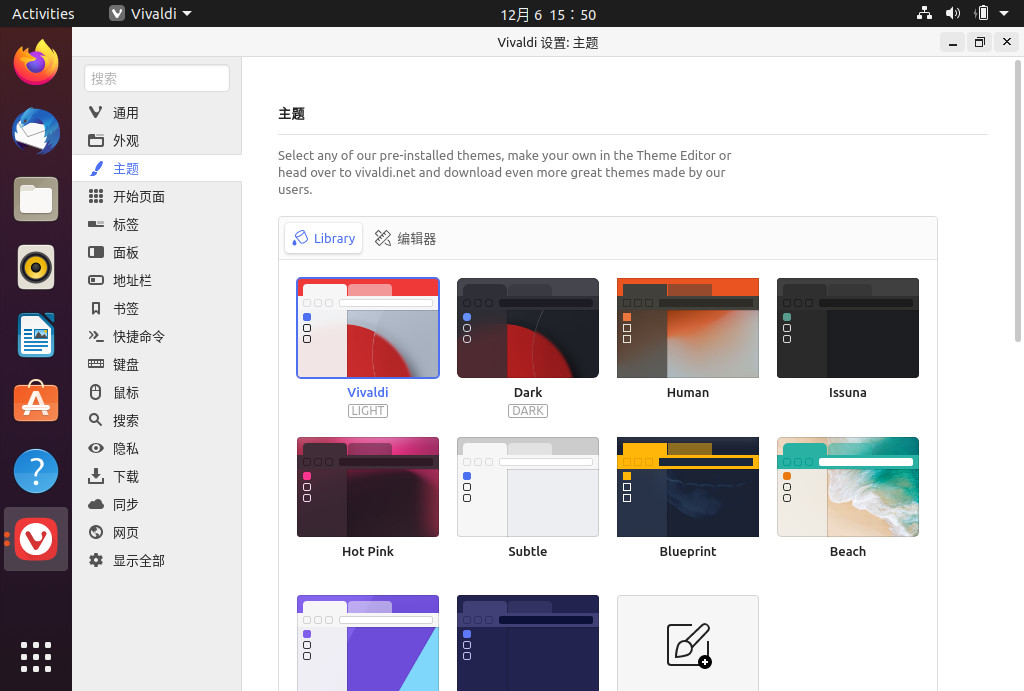 Activities
Vivaldi
12月 6 15：50
Vivaldi 设置: 主题
搜索
通用
外观
主题
开始页面
标签
面板
地址栏
书签
快捷命令
键盘
鼠标
搜索
隐私
下载
同步
网页
显示全部
主题
Select any of our pre-installed themes, make your own in the Theme Editor or
head over to vivaldi.net and download even more great themes made by our
users.
Library
编辑器
Vivaldi
LIGHT
Dark
DARK
Human
Issuna
Hot Pink
Subtle
Blueprint
Beach